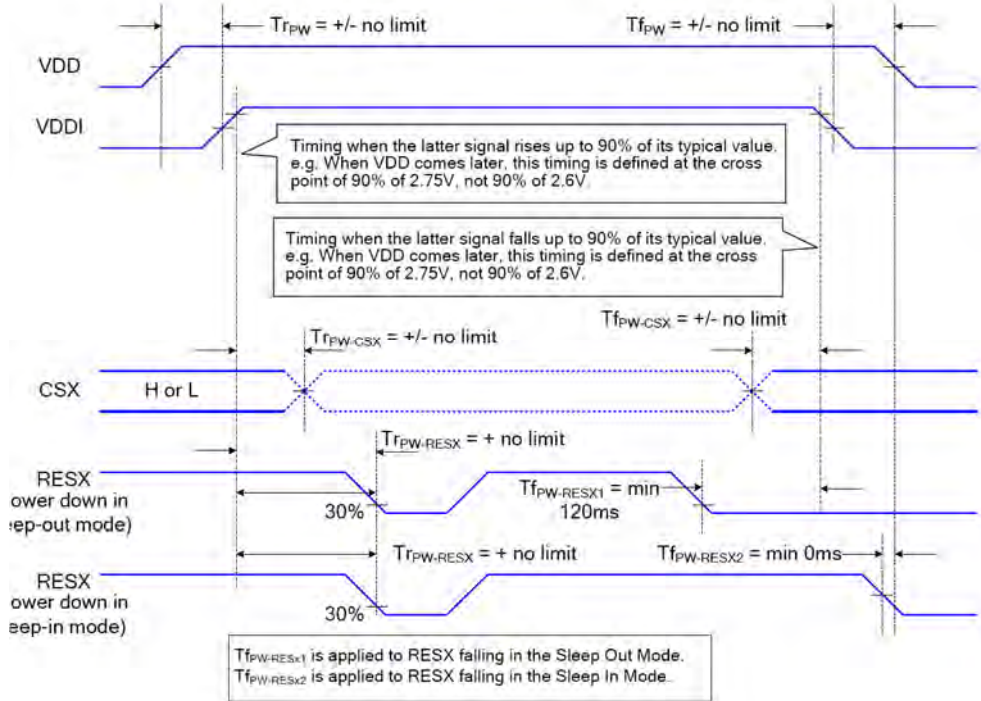 TrPW = +/- no limit
TfPW = +/- no limit
VDD
VDDI
Timing when the latter signal rises up to 90% of its typical value.
e.g. When VDD comes later, this timing is defined at the cross
point of 90% of 2.75V, not 90% of 2.6V.
Timing when the latter signal falls up to 90% of its typical value.
e.g. When VDD comes later, this timing is defined at the cross
point of 90% of 2.75V, not 90% of 2.6V.
TrPW-CSX = +/- no limit
TfPW-CSX = +/- no limit
CSX
H or L
TrPW-RESX = + no limit
RESX
ower down in
eep-out mode)
30%
TfPW-RESX1 = min
120ms
TrPW-RESX = + no limit
TfPW-RESX2 = min 0ms
RESX
ower down in
eep-in mode)
30%
TfPW-RESx1 is applied to RESX falling in the Sleep Out Mode.
TfPW-RESx2 is applied to RESX falling in the Sleep In Mode.